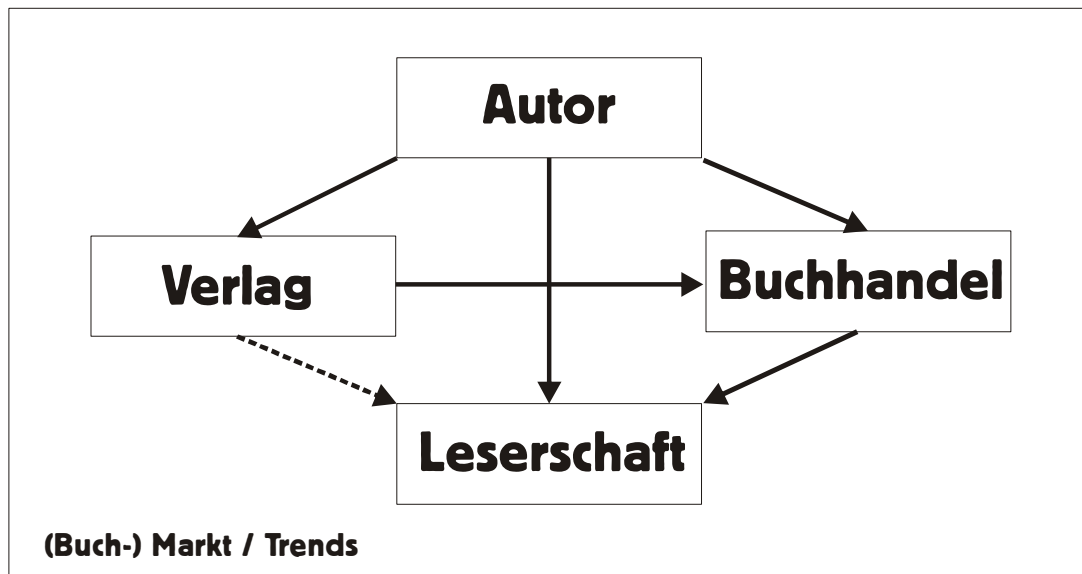 Autor
Verlag
Buchhandel
Leserschaft
(Buch-) Markt / Trends